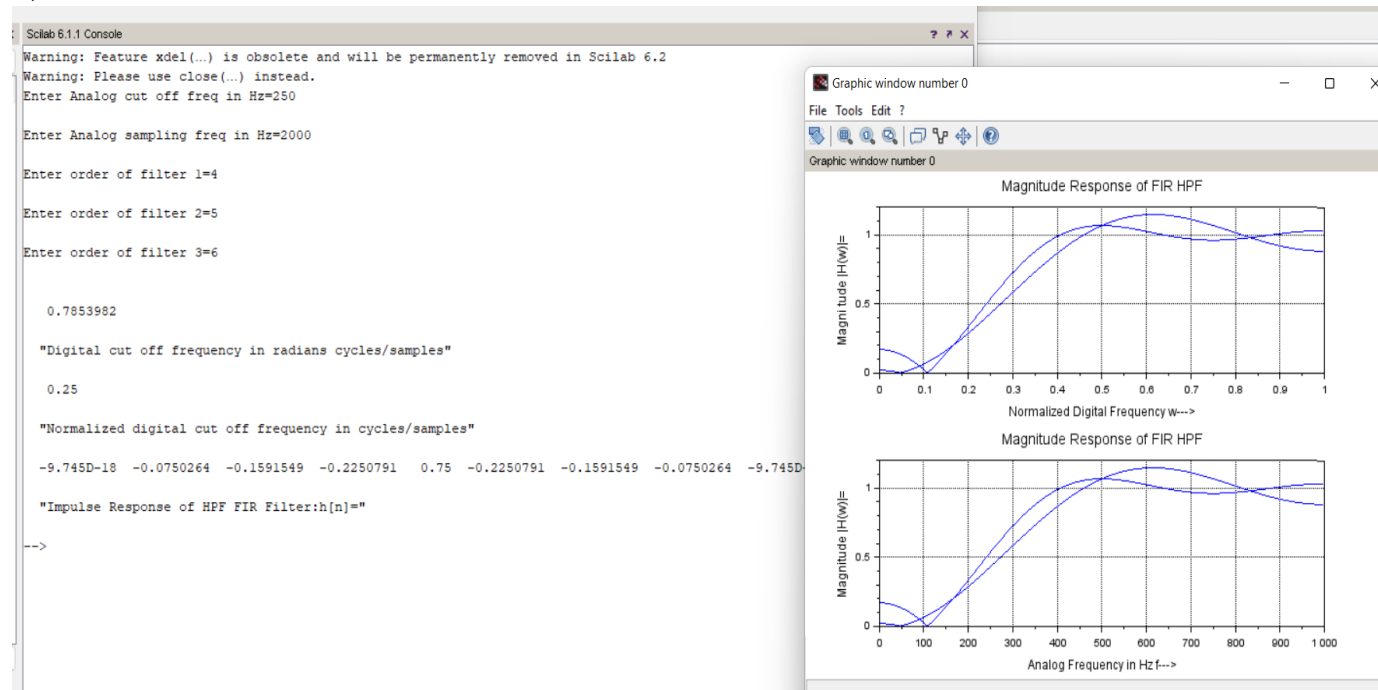 Scilab 6.1.1 Console
Warning: Feature xdel(...) is obsolete and will be permanently removed in Scilab 6.2
Warning: Please use close(...) instead.
Enter Analog cut off freq in Hz=250
Enter Analog sampling freq in Hz=2000
Enter order of filter 1=4
Enter order of filter 2=5
Enter order of filter 3=6
0.7853982
"Digital cut off frequency in radians cycles/samples"
0.25
"Normalized digital cut off frequency in cycles/samples"
-9.745D-18 -0.0750264 -0.1591549 -0.2250791 0.75 -0.2250791 -0.1591549 -0.0750264 -9.745D-
"Impulse Response of HPF FIR Filter:h[n]="
-->
Graphic window number 0
File Tools Edit ?
Graphic window number 0
Magnitude Response of FIR HPF
Magni tude |H(w)|=
1
0.5
0
0 0.1 0.2 0.3 0.4 0.5 0.6 0.7 0.8 0.9 1
Normalized Digital Frequency w--->
Magnitude Response of FIR HPF
Magnitude |H(w)|=
1
0.5
0
0 100 200 300 400 500 600 700 800 900 1 000
Analog Frequency in Hz f--->